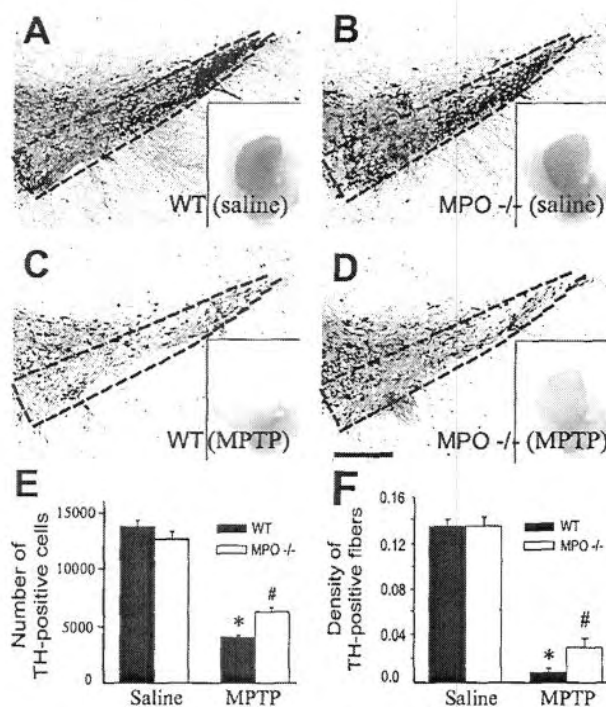 A
B
WT (saline)
MPO -/- (saline)
C
D
WT (MPTP)
MPO -/- (MPTP)
E
Number of
TH-positive cells
15000
10000
5000
0
WT
MPO -/-
*
#
Saline
MPTP
F
Density of
TH-positive fibers
0.16
0.12
0.08
0.04
0.0
WT
MPO -/-
*
#
Saline
MPTP